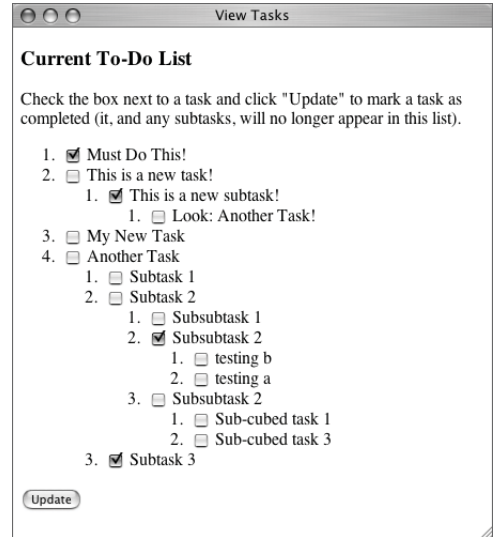 View Tasks
Current To-Do List
Check the box next to a task and click "Update" to mark a task as
completed (it, and any subtasks, will no longer appear in this list).
1. Must Do This!
2. This is a new task!
1. This is a new subtask!
1. Look: Another Task!
3. My New Task
4. Another Task
1. Subtask 1
2. Subtask 2
1. Subsubtask 1
2. Subsubtask 2
1. testing b
2. testing a
3. Subsubtask 2
1. Sub-cubed task 1
2. Sub-cubed task 3
3. Subtask 3
Update